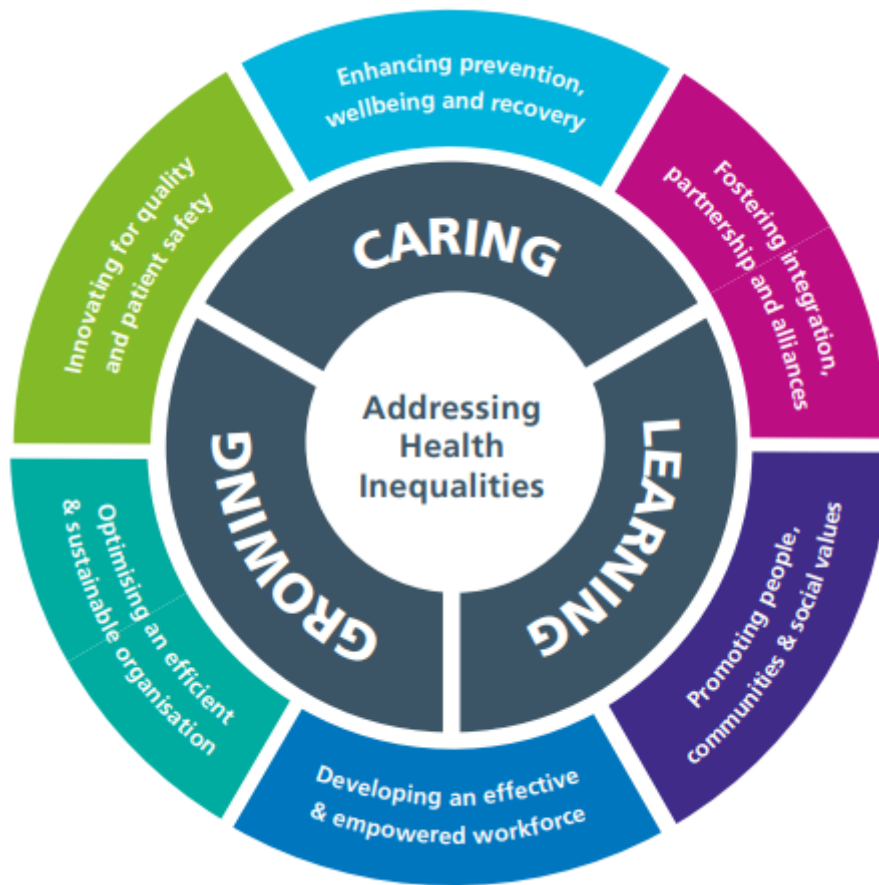 Enhancing prevention,
wellbeing and recovery
Fostering integration,
partnership and alliances
Promoting people,
communities & social values
Developing an effective
& empowered workforce
Optimising an efficient
& sustainable organisation
Innovating for quality
and patient safety
CARING
LEARNING
GROWING
Addressing
Health
Inequalities